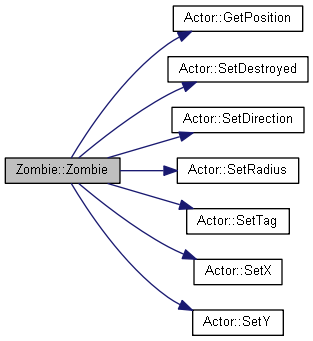 Actor::GetPosition
Actor::SetDestroyed
Actor::SetDirection
Zombie::Zombie
Actor::SetRadius
Actor::SetTag
Actor::SetX
Actor::SetY